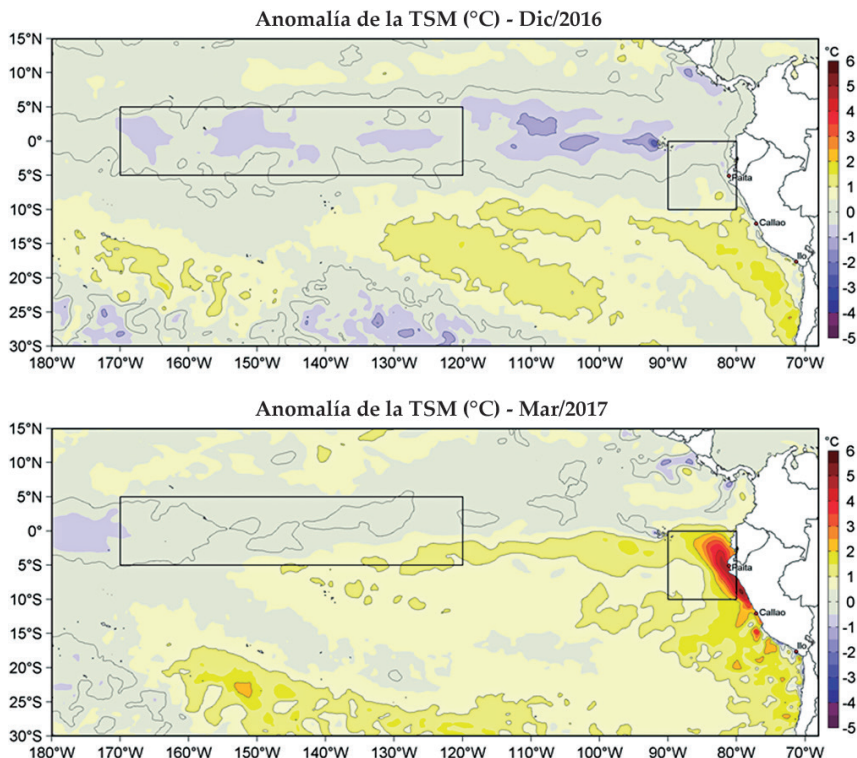 Anomalía de la TSM (°C) - Dic/2016
15°N
10°N
5°N
0°
5°S
10°S
15°S
20°S
25°S
30°S
180°W 170°W 160°W 150°W 140°W 130°W 120°W 110°W 100°W 90°W 80°W 70°W
Paita
Callao
Ilo
°C
6
5
4
3
2
1
0
-1
-2
-3
-4
-5
Anomalía de la TSM (°C) - Mar/2017
15°N
10°N
5°N
0°
5°S
10°S
15°S
20°S
25°S
30°S
180°W 170°W 160°W 150°W 140°W 130°W 120°W 110°W 100°W 90°W 80°W 70°W
Paita
Callao
Ilo
°C
6
5
4
3
2
1
0
-1
-2
-3
-4
-5